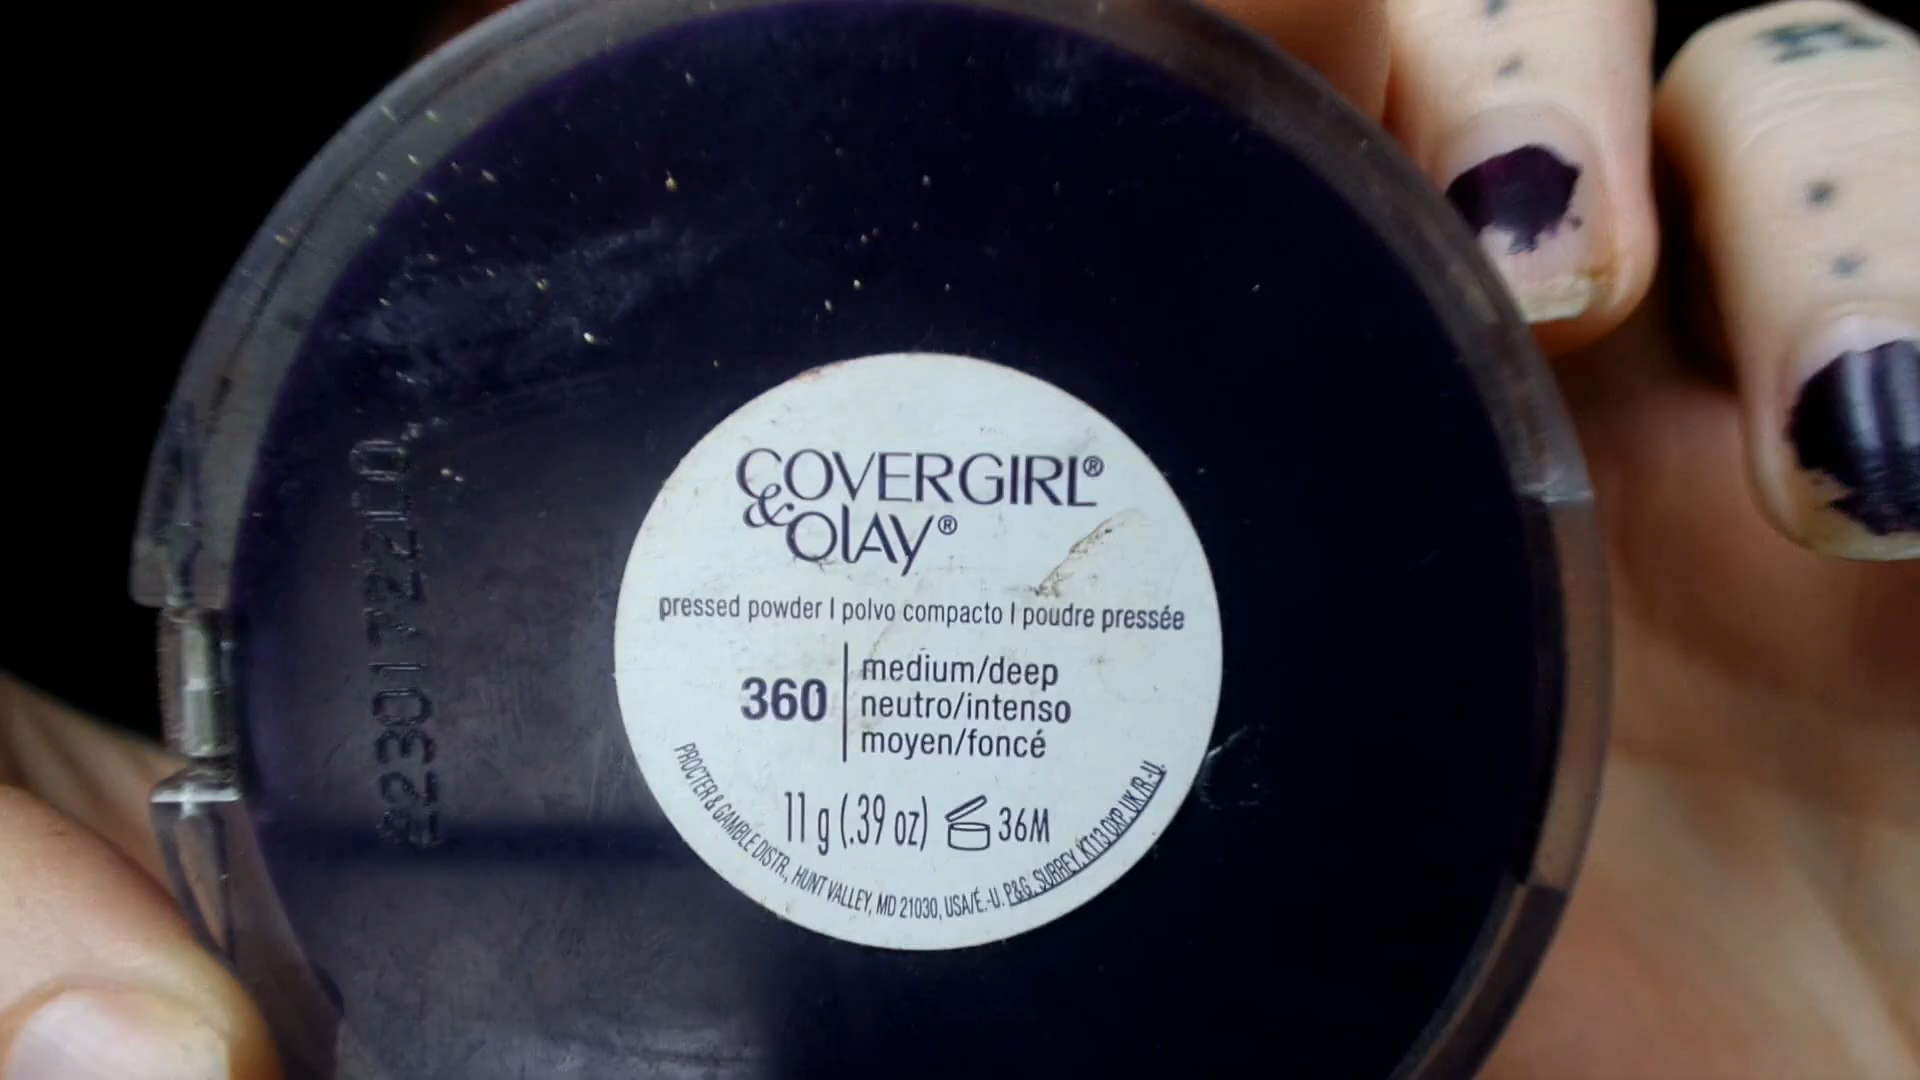 COVERGIRL®
&OLAY®
pressed powder | polvo compacto | poudre pressée
360
medium/deep
neutro/intenso
moyen/foncé
11 g (.39 oz) 36M
PROCTER & GAMBLE DISTR., HUNT VALLEY, MD 21030, USA/É.-U. P&G, SURREY, KT13 0XP, UK/R.-U.